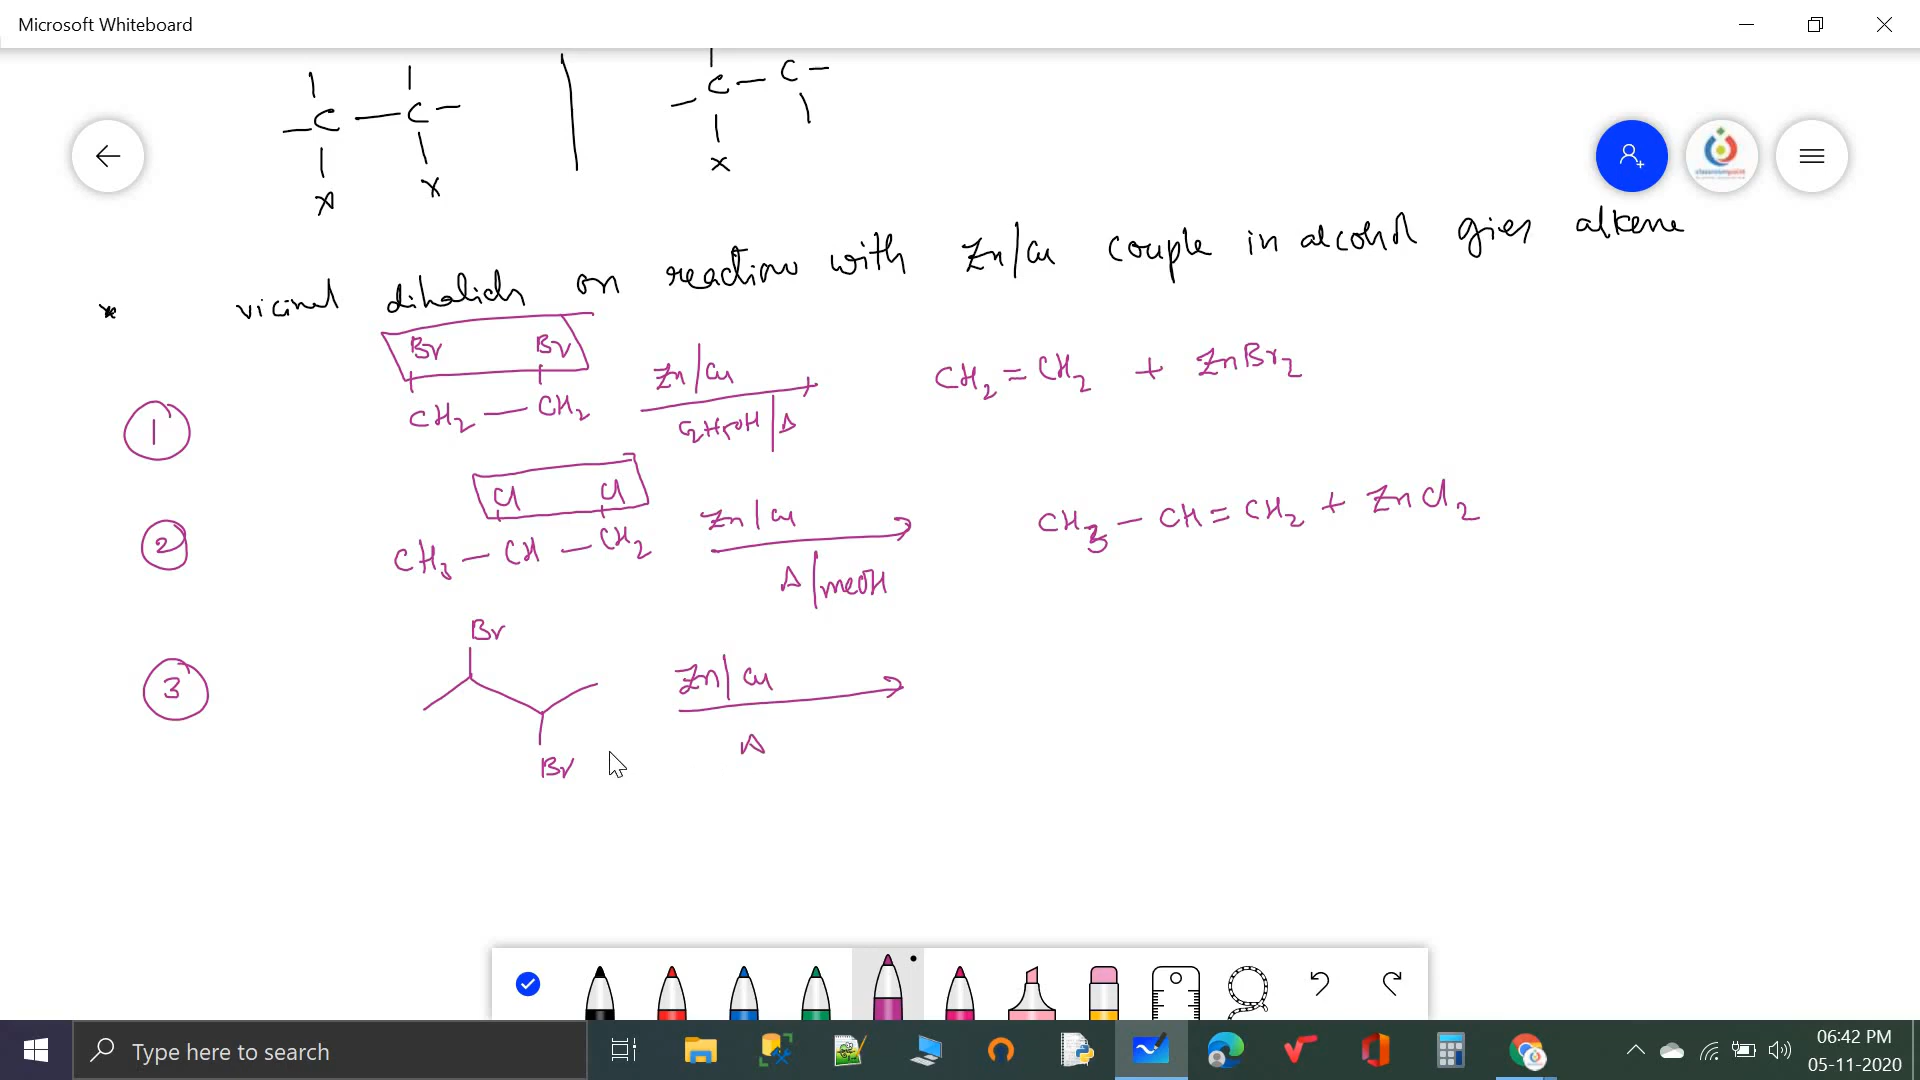 Microsoft Whiteboard
C — C —
— C — C —
x
x x
* vicinal dihalides on reaction with Zn/Cu couple in alcohol gives alkene
Br Br
① CH2 — CH2 Zn/Cu C2H5OH/Δ CH2 = CH2 + ZnBr2
Cl Cl
② CH3 — CH — CH2 Zn/Cu Δ/MeOH CH3 — CH = CH2 + ZnCl2
Br
③ Zn/Cu
Δ
Br
Type here to search
06:42 PM
05-11-2020